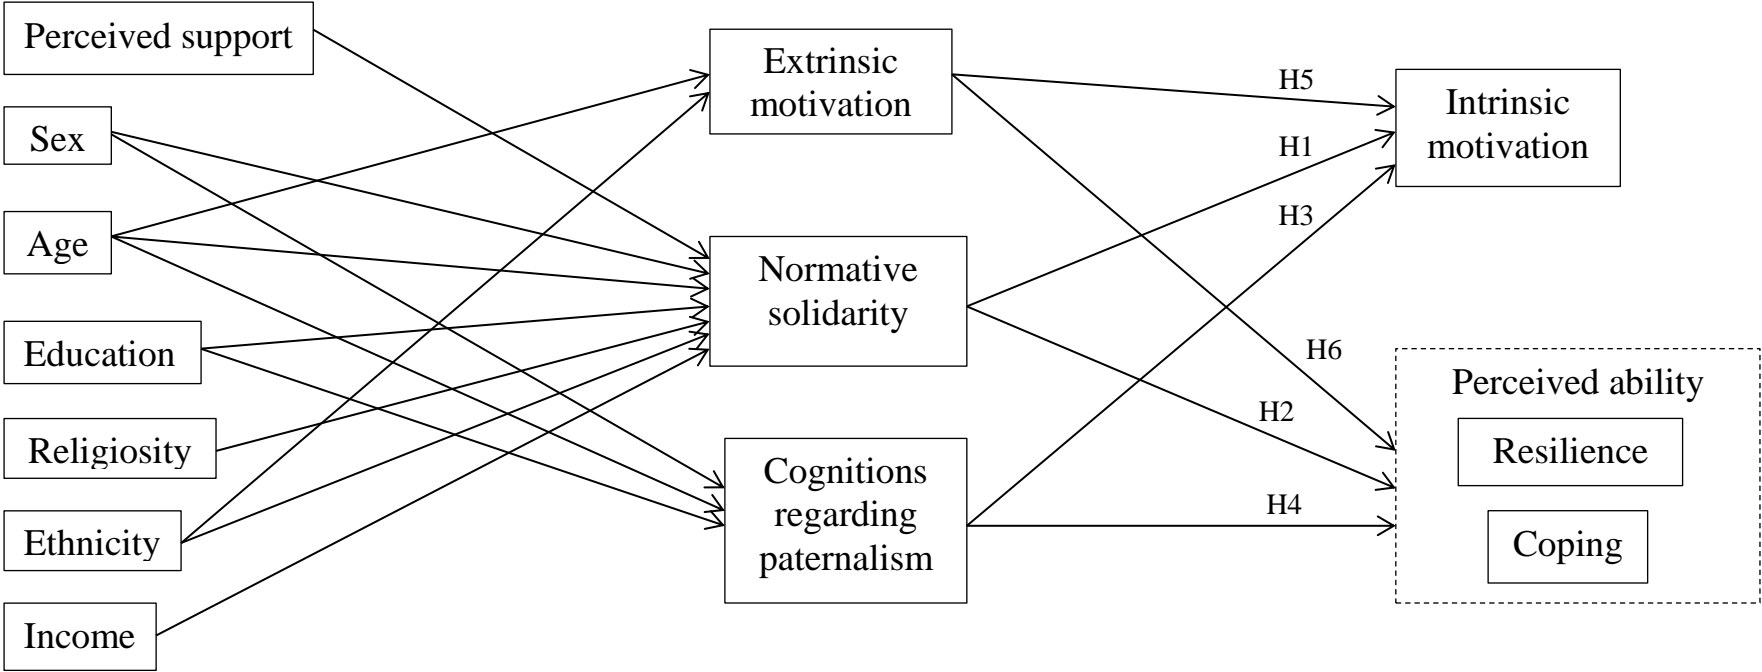 Perceived support
Sex
Age
Education
Religiosity
Ethnicity
Income
Extrinsic
motivation
Normative
solidarity
Cognitions
regarding
paternalism
H5
H1
H3
H6
H2
H4
Intrinsic
motivation
Perceived ability
Resilience
Coping